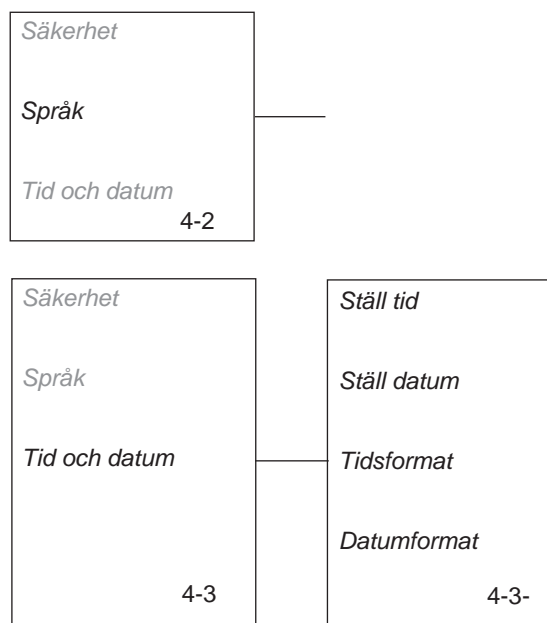 Säkerhet
Språk
Tid och datum
4-2
Säkerhet
Språk
Tid och datum
4-3
Ställ tid
Ställ datum
Tidsformat
Datumformat
4-3-